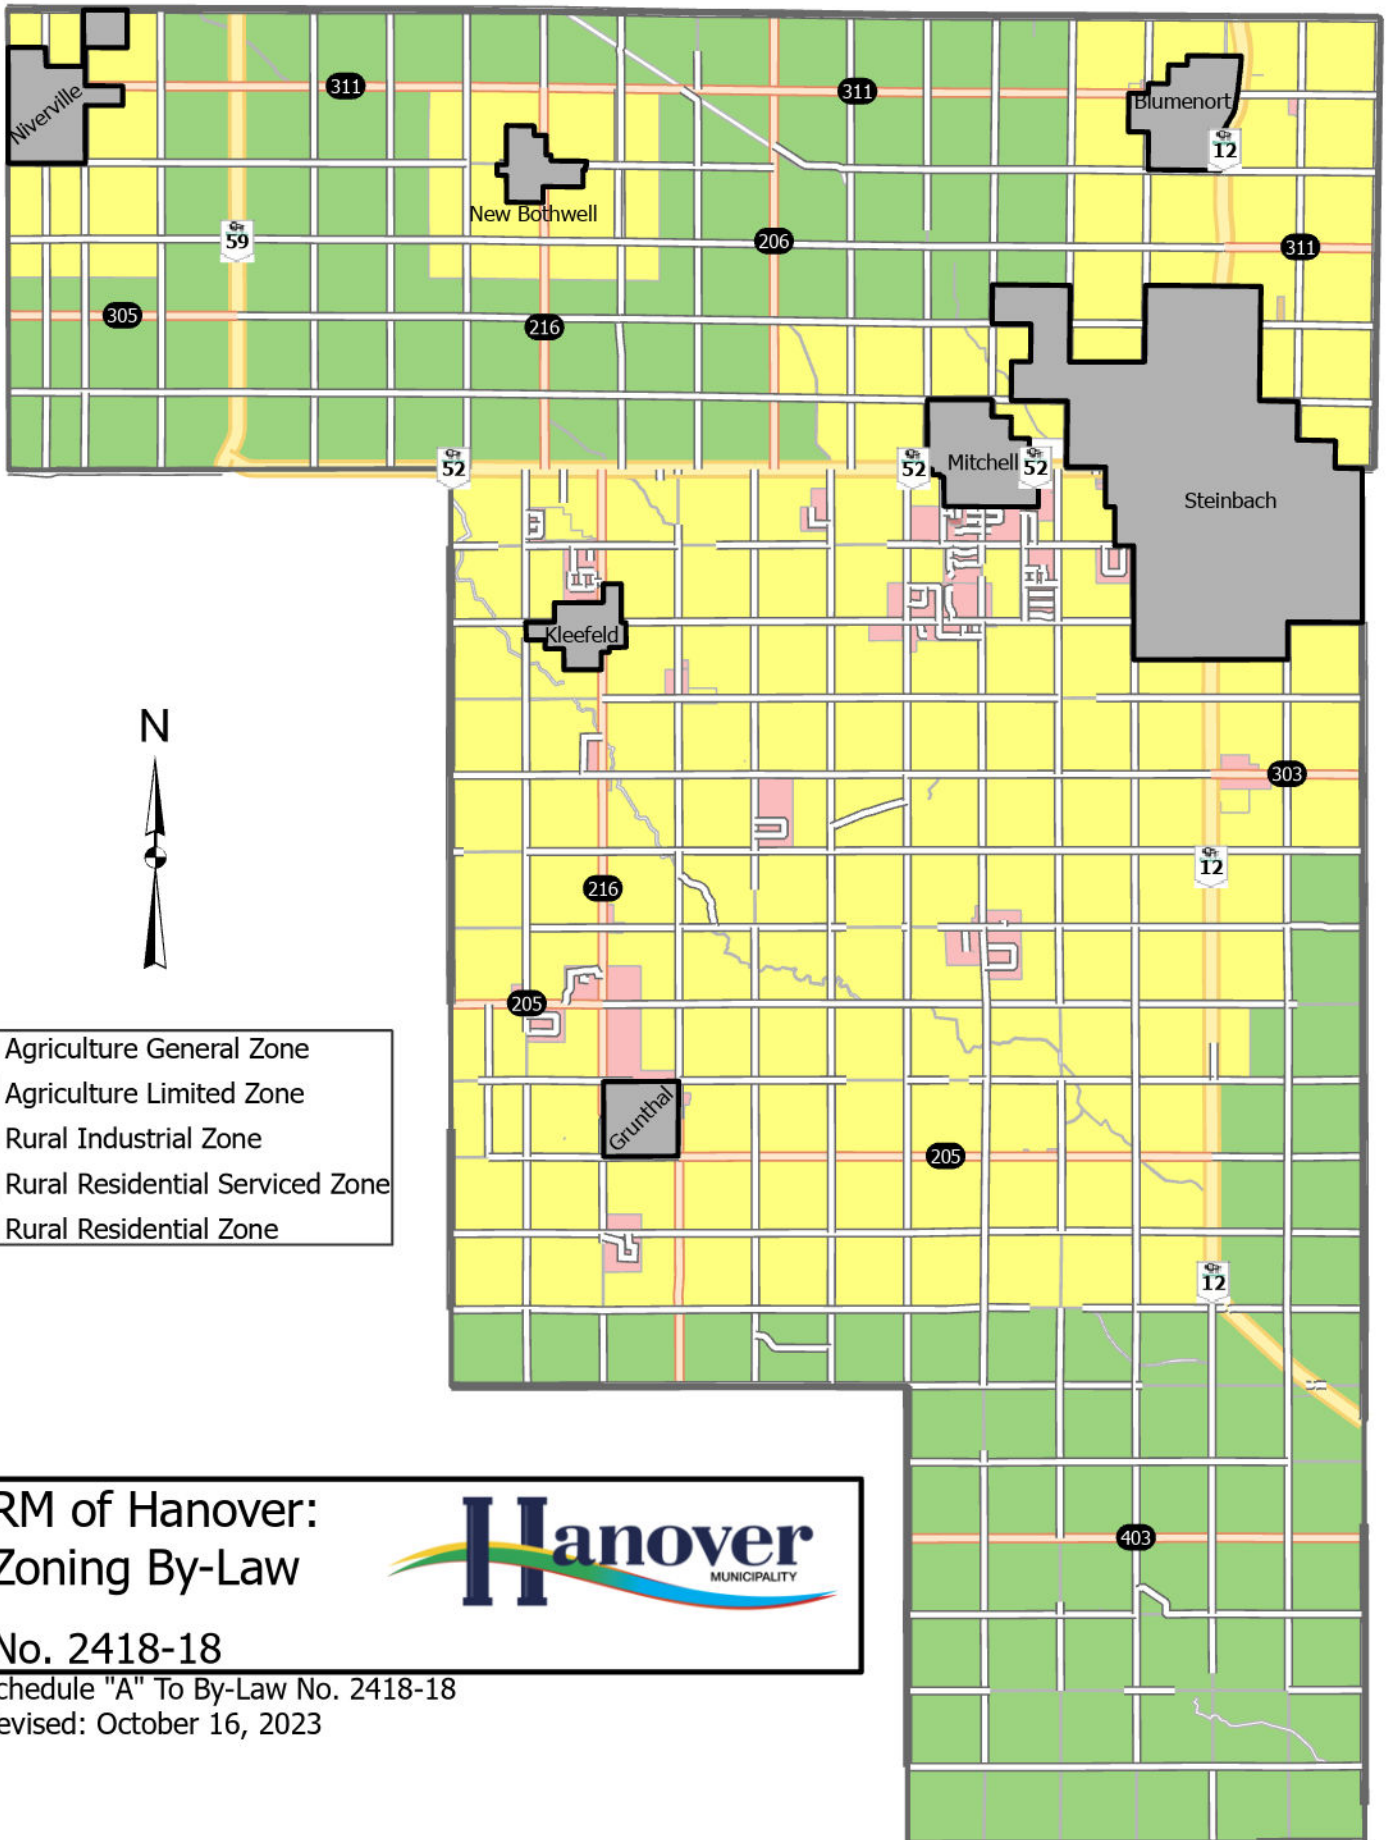 Niverville
311
311
Blumenort
12
New Bothwell
59
206
311
305
216
52
52
Mitchell
52
Steinbach
Kleefeld
N
303
12
216
205
Agriculture General Zone
Agriculture Limited Zone
Rural Industrial Zone
Rural Residential Serviced Zone
Rural Residential Zone
Grunthal
205
12
RM of Hanover:
Zoning By-Law
No. 2418-18
Hanover
MUNICIPALITY
403
chedule "A" To By-Law No. 2418-18
evised: October 16, 2023